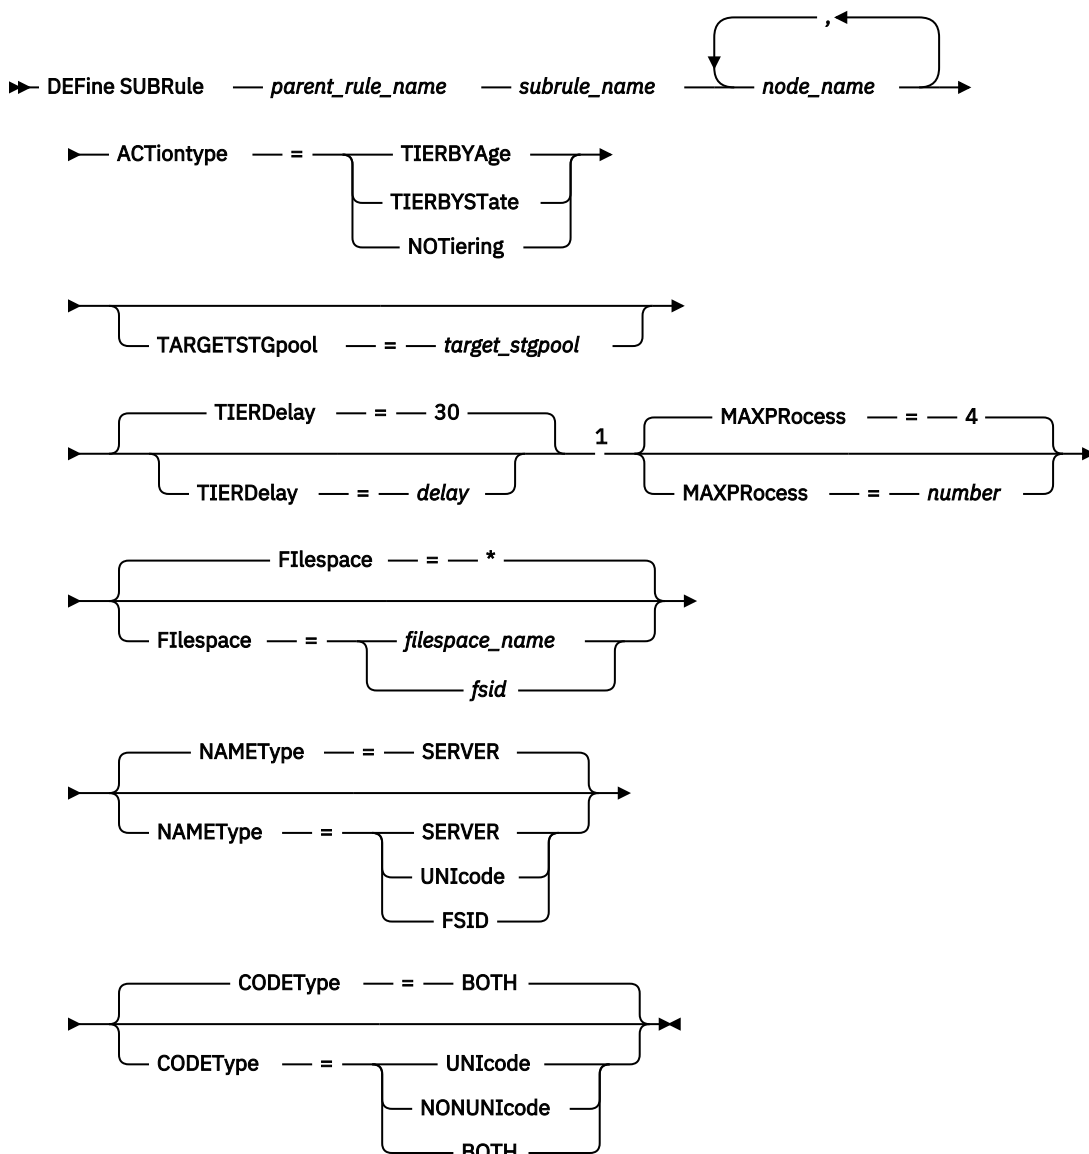 ,
DEFine SUBRule parent_rule_name subrule_name node_name
ACTiontype = TIERBYAge
TIERBYSTate
NOTiering
TARGETSTGpool = target_stgpool
TIERDelay = 30 1 MAXPRocess = 4
TIERDelay = delay MAXPRocess = number
FIlespace = *
FIlespace = filespace_name
fsid
NAMEType = SERVER
NAMEType = SERVER
UNIcode
FSID
CODEType = BOTH
CODEType = UNIcode
NONUNIcode
BOTH